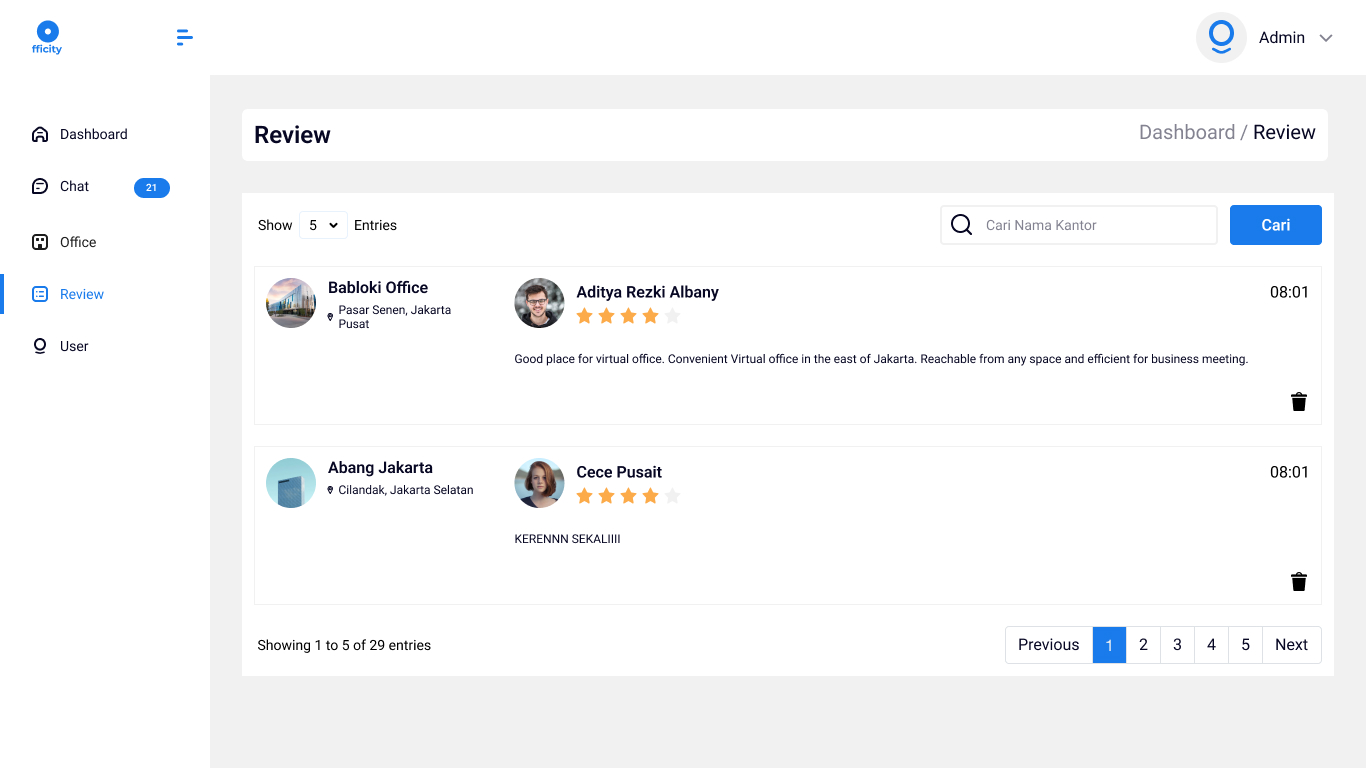 fficity
Admin
Dashboard
Chat
21
Office
Review
User
Review
Dashboard / Review
Show 5 Entries
Cari Nama Kantor
Cari
Babloki Office
Pasar Senen, Jakarta
Pusat
Aditya Rezki Albany
08:01
Good place for virtual office. Convenient Virtual office in the east of Jakarta. Reachable from any space and efficient for business meeting.
Abang Jakarta
Cilandak, Jakarta Selatan
Cece Pusait
08:01
KERENNN SEKALIIII
Showing 1 to 5 of 29 entries
Previous 1 2 3 4 5 Next